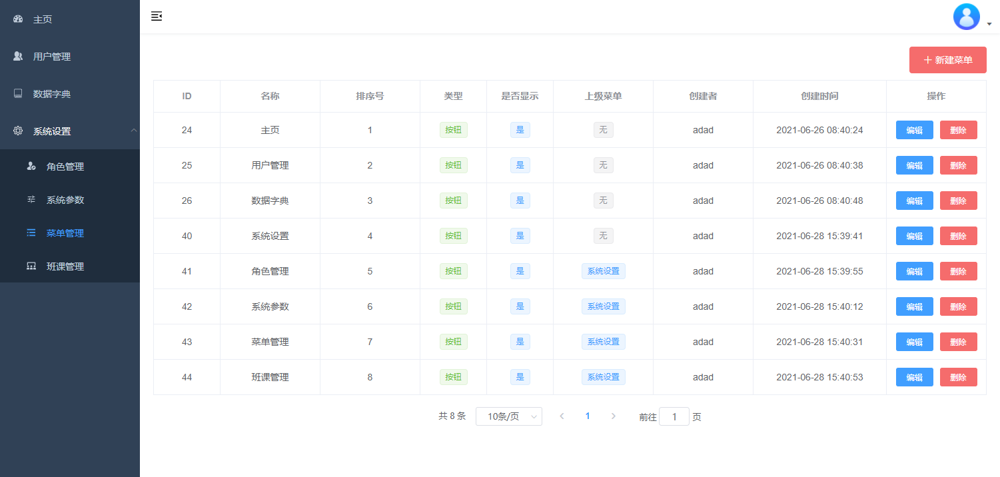 主页
用户管理
数据字典
系统设置
角色管理
系统参数
菜单管理
班课管理
新建菜单
ID 名称 排序号 类型 是否显示 上级菜单 创建者 创建时间 操作
24 主页 1 按钮 是 无 adad 2021-06-26 08:40:24 编辑 删除
25 用户管理 2 按钮 是 无 adad 2021-06-26 08:40:38 编辑 删除
26 数据字典 3 按钮 是 无 adad 2021-06-26 08:40:48 编辑 删除
40 系统设置 4 按钮 是 无 adad 2021-06-28 15:39:41 编辑 删除
41 角色管理 5 按钮 是 系统设置 adad 2021-06-28 15:39:55 编辑 删除
42 系统参数 6 按钮 是 系统设置 adad 2021-06-28 15:40:12 编辑 删除
43 菜单管理 7 按钮 是 系统设置 adad 2021-06-28 15:40:31 编辑 删除
44 班课管理 8 按钮 是 系统设置 adad 2021-06-28 15:40:53 编辑 删除
共 8 条 10条/页 1 前往 1 页